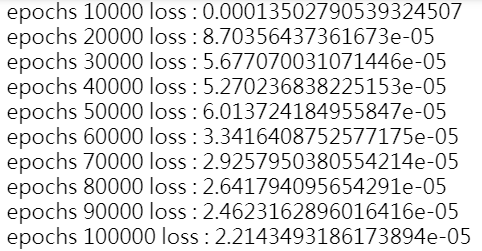 epochs 10000 loss : 0.00013502790539324507
epochs 20000 loss : 8.70356437361673e-05
epochs 30000 loss : 5.677070031071446e-05
epochs 40000 loss : 5.270236838225153e-05
epochs 50000 loss : 6.013724184955847e-05
epochs 60000 loss : 3.3416408752577175e-05
epochs 70000 loss : 2.9257950380554214e-05
epochs 80000 loss : 2.641794095654291e-05
epochs 90000 loss : 2.4623162896016416e-05
epochs 100000 loss : 2.2143493186173894e-05